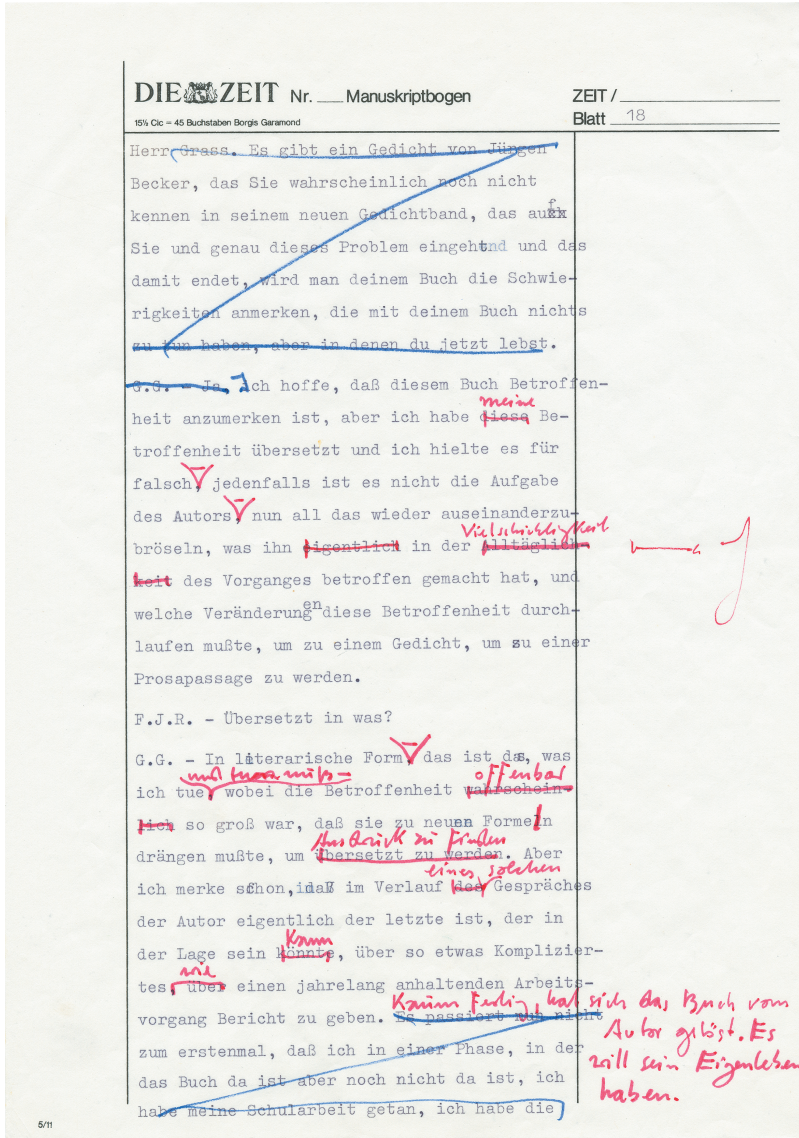 DIE ZEIT Nr. ___ Manuskriptbogen ZEIT / ___
15½ Cic = 45 Buchstaben Borgis Garamond Blatt 18
Herr Grass. Es gibt ein Gedicht von Jürgen
Becker, das Sie wahrscheinlich noch nicht
kennen in seinem neuen Gedichtband, das auf
Sie und genau dieses Problem eingeht und das
damit endet, wird man deinem Buch die Schwie-
rigkeiten anmerken, die mit deinem Buch nichts
zu tun haben, aber in denen du jetzt lebst.
G.G. - Ja, Ich hoffe, daß diesem Buch Betroffen-
meine
heit anzumerken ist, aber ich habe diese Be-
troffenheit übersetzt und ich hielte es für
falsch, jedenfalls ist es nicht die Aufgabe
des Autors, nun all das wieder auseinanderzu-
Vielschichtigkeit
bröseln, was ihn eigentlich in der Alltäglich-
keit des Vorganges betroffen gemacht hat, und
welche Veränderungen diese Betroffenheit durch-
laufen mußte, um zu einem Gedicht, um zu einer
Prosapassage zu werden.
F.J.R. - Übersetzt in was?
G.G. - In literarische Form, das ist das, was
und tun muß – offenbar
ich tue, wobei die Betroffenheit wahrschein-
lich so groß war, daß sie zu neuen Formen
Ausdruck zu finden
drängen mußte, um übersetzt zu werden. Aber
eines solchen
ich merke schon, daß im Verlauf des Gespräches
der Autor eigentlich der letzte ist, der in
kann
der Lage sein könnte, über so etwas Komplizier-
wie
tes, über einen jahrelang anhaltenden Arbeits-
Kaum fertig, hat sich das Buch vom
vorgang Bericht zu geben. Es passiert nun nicht
Autor gelöst. Es
zum erstenmal, daß ich in einer Phase, in der
will sein Eigenleben
das Buch da ist aber noch nicht da ist, ich
haben.
habe meine Schularbeit getan, ich habe die
5/11